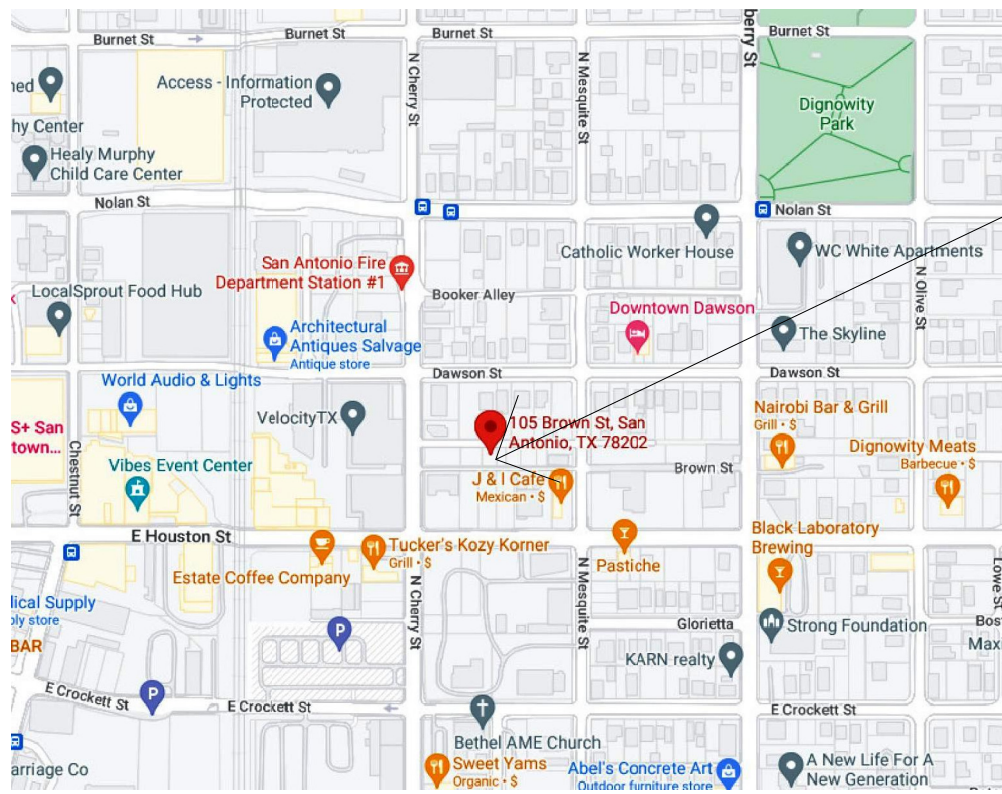 Burnet St
Burnet St
Burnet St
Burnet St
berry St
Access - Information
Protected
N Cherry St
N Mesquite St
Dignowity
Park
ned
hy Center
Healy Murphy
Child Care Center
Nolan St
Nolan St
Catholic Worker House
WC White Apartments
San Antonio Fire
Department Station #1
N Olive St
LocalSprout Food Hub
Booker Alley
Downtown Dawson
Architectural
Antiques Salvage
Antique store
The Skyline
Dawson St
Dawson St
World Audio & Lights
VelocityTX
105 Brown St, San
Antonio, TX 78202
Nairobi Bar & Grill
Grill • $
S+ San
town...
Chestnut St
Vibes Event Center
J & I Cafe
Mexican • $
Brown St
Dignowity Meats
Barbecue • $
E Houston St
Tucker's Kozy Korner
Grill • $
Estate Coffee Company
Pastiche
Black Laboratory
Brewing
N Cherry St
N Mesquite St
Lowe St
dical Supply
ply store
BAR
P
Glorietta
Strong Foundation
Bos
Maxi
KARN realty
P
E Crockett St
E Crockett St
E Crockett St
Bethel AME Church
Sweet Yams
Organic • $
Abel's Concrete Art
Outdoor furniture store
A New Life For A
New Generation
arriage Co